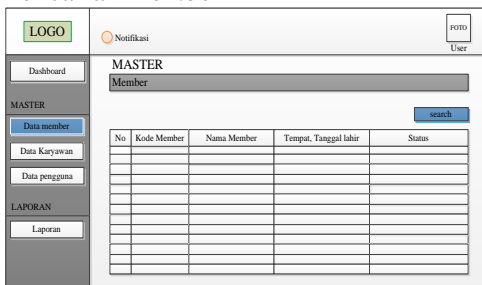 LOGO
Notifikasi
FOTO
User
Dashboard
MASTER
Data member
Data Karyawan
Data pengguna
LAPORAN
Laporan
MASTER
Member
search
No Kode Member Nama Member Tempat, Tanggal lahir Status